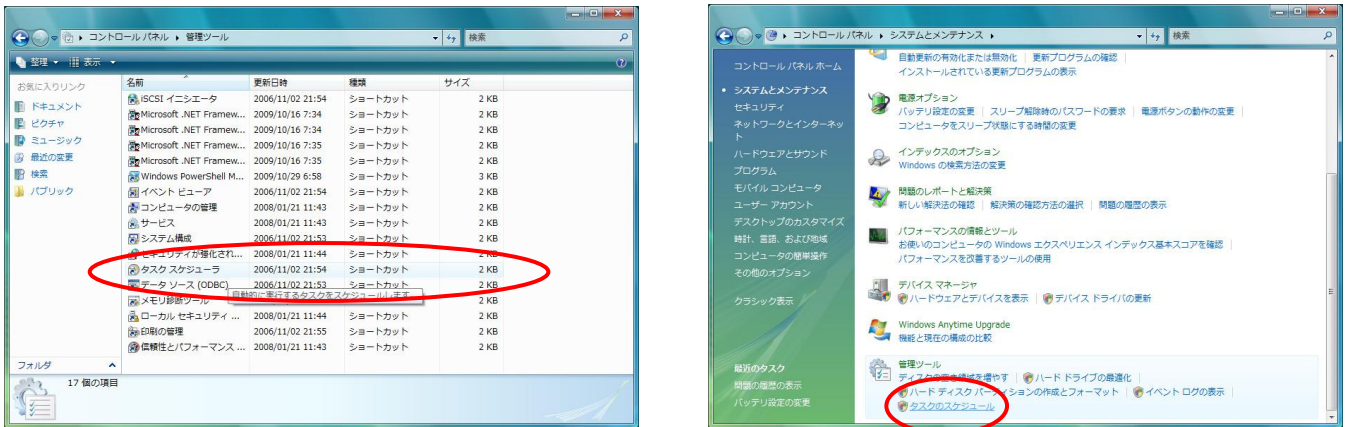 コントロール パネル ▸ 管理ツール
検索
整理
表示
お気に入りリンク
ドキュメント
ピクチャ
ミュージック
最近の変更
検索
パブリック
フォルダ
名前 更新日時 種類 サイズ
iSCSI イニシエータ 2006/11/02 21:54 ショートカット 2 KB
Microsoft .NET Framew... 2009/10/16 7:34 ショートカット 2 KB
Microsoft .NET Framew... 2009/10/16 7:34 ショートカット 2 KB
Microsoft .NET Framew... 2009/10/16 7:35 ショートカット 2 KB
Microsoft .NET Framew... 2009/10/16 7:35 ショートカット 2 KB
Windows PowerShell M... 2009/10/29 6:58 ショートカット 3 KB
イベント ビューア 2006/11/02 21:54 ショートカット 2 KB
コンピュータの管理 2008/01/21 11:43 ショートカット 2 KB
サービス 2008/01/21 11:43 ショートカット 2 KB
システム構成 2006/11/02 21:53 ショートカット 2 KB
セキュリティが強化され... 2008/01/21 11:44 ショートカット 2 KB
タスク スケジューラ 2006/11/02 21:54 ショートカット 2 KB
データ ソース (ODBC) 2006/11/02 21:53 ショートカット 2 KB
自動的に実行するタスクをスケジュールします。
メモリ診断ツール ショートカット 2 KB
ローカル セキュリティ ... 2008/01/21 11:44 ショートカット 2 KB
印刷の管理 2006/11/02 21:55 ショートカット 2 KB
信頼性とパフォーマンス ... 2008/01/21 11:43 ショートカット 2 KB
17 個の項目
コントロール パネル ▸ システムとメンテナンス ▸
検索
コントロール パネル ホーム
システムとメンテナンス
セキュリティ
ネットワークとインターネッ
ト
ハードウェアとサウンド
プログラム
モバイル コンピュータ
ユーザー アカウント
デスクトップのカスタマイズ
時計、言語、および地域
コンピュータの簡単操作
その他のオプション
クラシック表示
最近のタスク
問題の履歴の表示
バッテリ設定の変更
自動更新の有効化または無効化 更新プログラムの確認
インストールされている更新プログラムの表示
電源オプション
バッテリ設定の変更 スリープ解除時のパスワードの要求 電源ボタンの動作の変更
コンピュータをスリープ状態にする時間の変更
インデックスのオプション
Windows の検索方法の変更
問題のレポートと解決策
新しい解決法の確認 解決策の確認方法の選択 問題の履歴の表示
パフォーマンスの情報とツール
お使いのコンピュータの Windows エクスペリエンス インデックス基本スコアを確認
パフォーマンスを改善するツールの使用
デバイス マネージャ
ハードウェアとデバイスを表示 デバイス ドライバの更新
Windows Anytime Upgrade
機能と現在の構成の比較
管理ツール
ディスクの空き領域を増やす ハード ドライブの最適化
ハード ディスク パーティションの作成とフォーマット イベント ログの表示
タスクのスケジュール